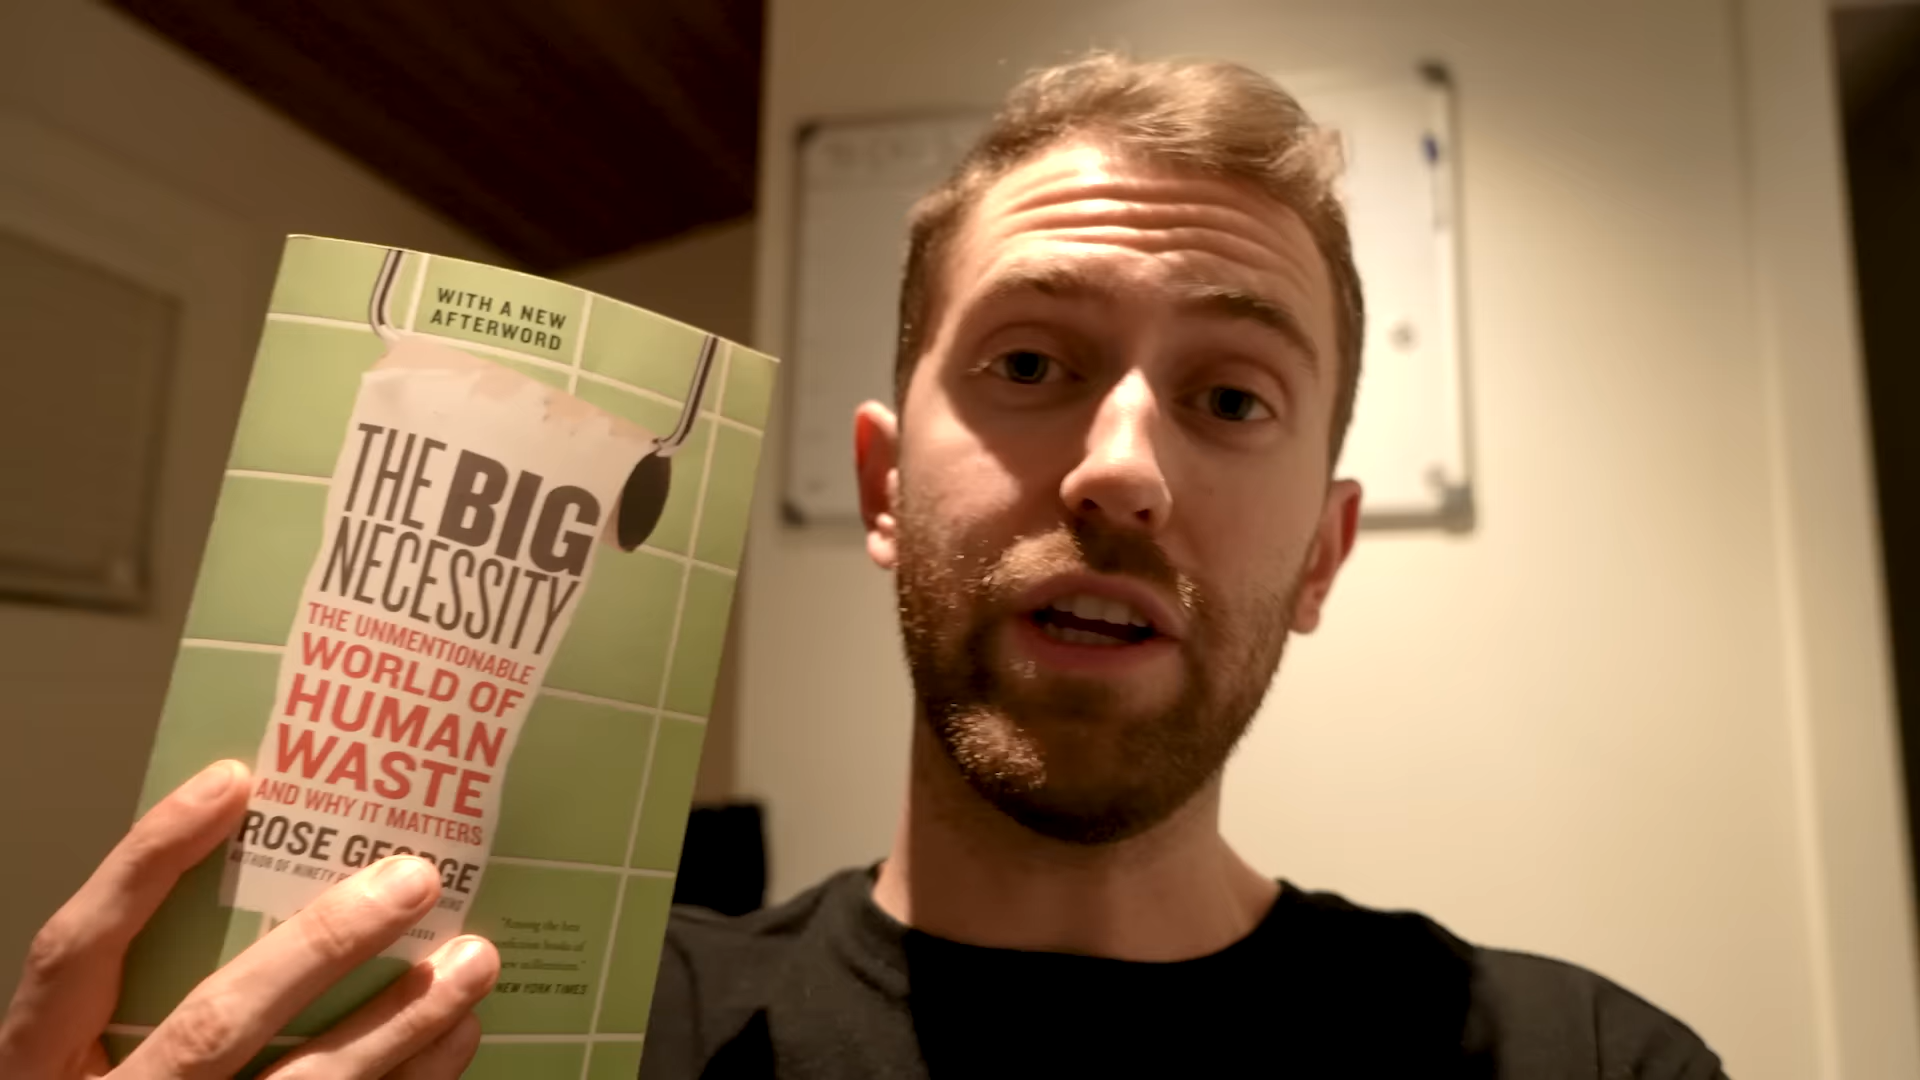 WITH A NEW
AFTERWORD
THE BIG
NECESSITY
THE UNMENTIONABLE
WORLD OF
HUMAN
WASTE
AND WHY IT MATTERS
ROSE GE GE
AUTHOR OF NINETY
"Among the best
nonfiction books of
new millennium."
NEW YORK TIMES